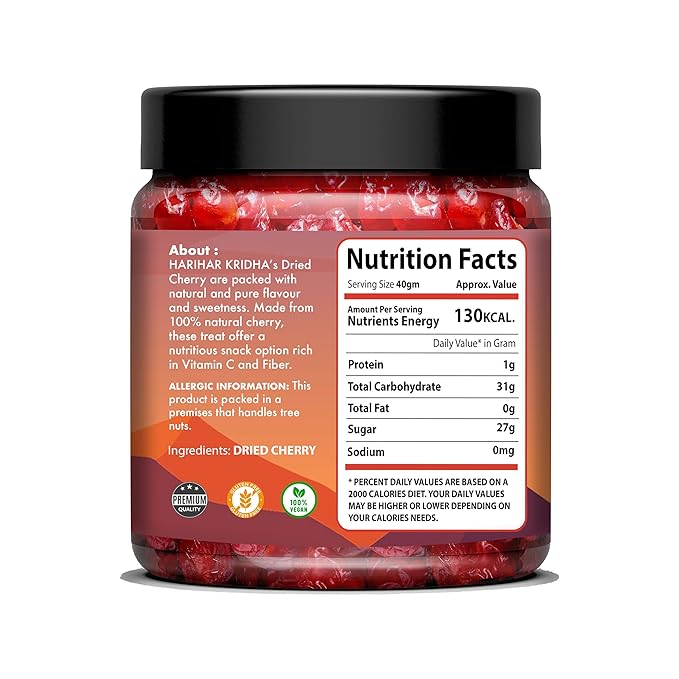 About :
HARIHAR KRIDHA's Dried
Cherry are packed with
natural and pure flavour
and sweetness. Made from
100% natural cherry,
these treat offer a
nutritious snack option rich
in Vitamin C and Fiber.
ALLERGIC INFORMATION: This
product is packed in a
premises that handles tree
nuts.
Ingredients: DRIED CHERRY
PREMIUM
QUALITY
GLUTEN FREE
GLUTEN FREE
100%
VEGAN
Nutrition Facts
Serving Size 40gm Approx. Value
Amount Per Serving
Nutrients Energy 130KCAL.
Daily Value* in Gram
Protein 1g
Total Carbohydrate 31g
Total Fat 0g
Sugar 27g
Sodium 0mg
* PERCENT DAILY VALUES ARE BASED ON A
2000 CALORIES DIET. YOUR DAILY VALUES
MAY BE HIGHER OR LOWER DEPENDING ON
YOUR CALORIES NEEDS.